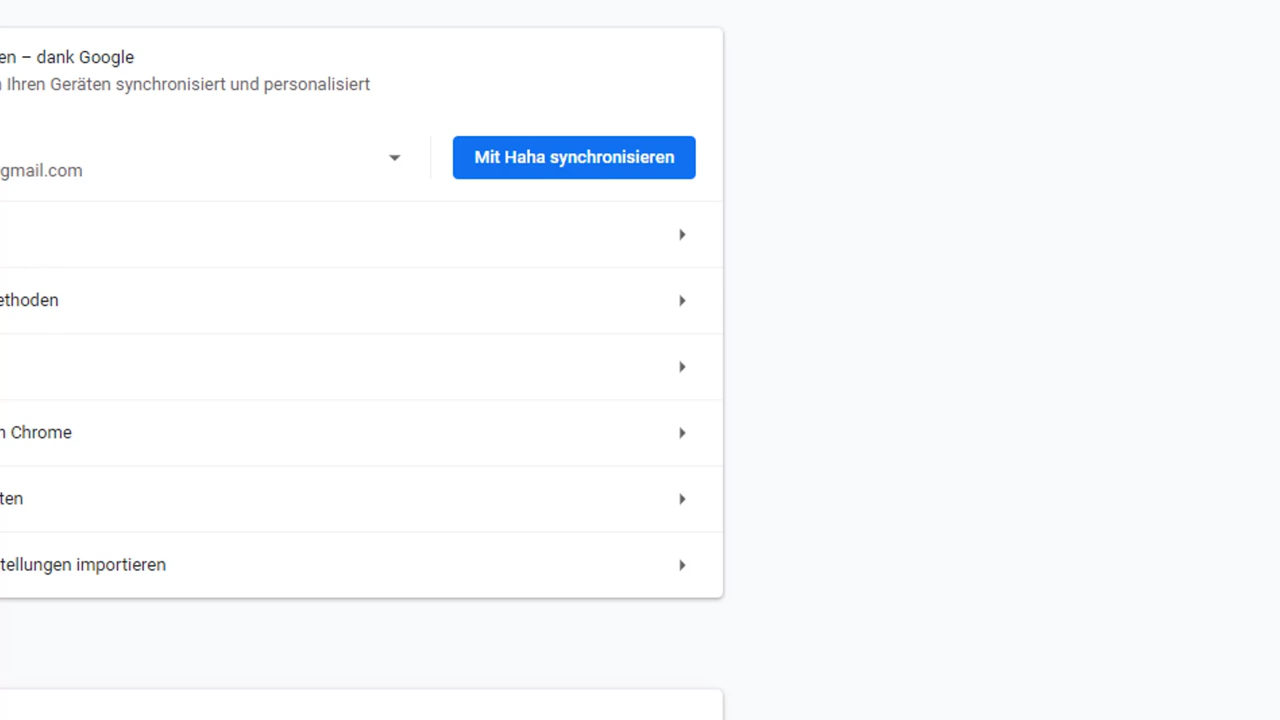 en – dank Google
n Ihren Geräten synchronisiert und personalisiert
Mit Haha synchronisieren
gmail.com
ethoden
n Chrome
ten
tellungen importieren